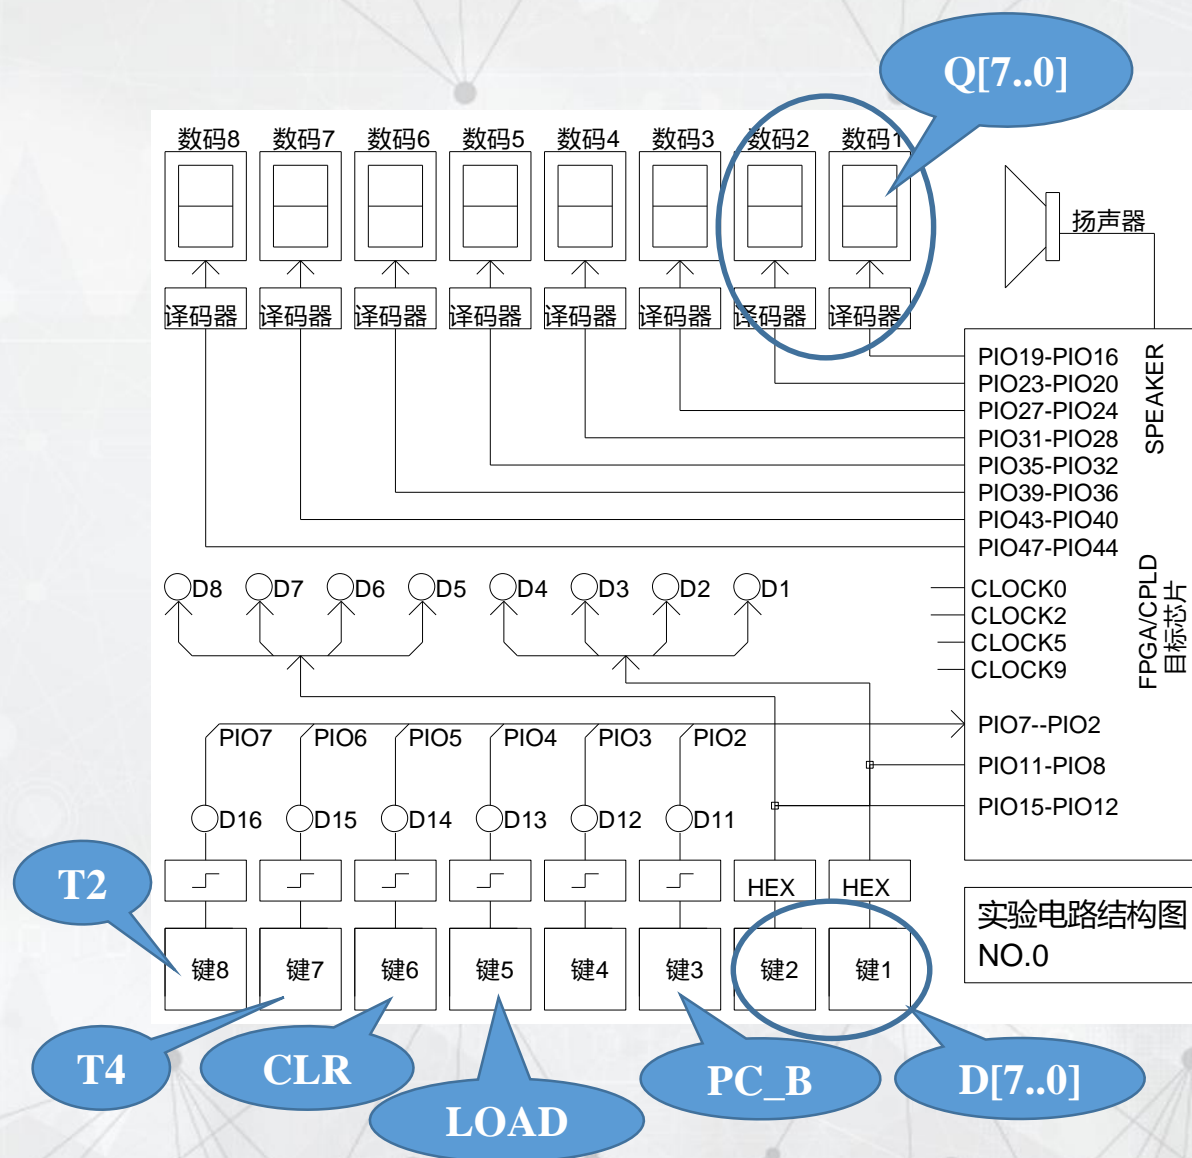 Q[7..0]
数码8 数码7 数码6 数码5 数码4 数码3 数码2 数码1
扬声器
译码器 译码器 译码器 译码器 译码器 译码器 译码器 译码器
PIO19-PIO16
PIO23-PIO20
PIO27-PIO24
PIO31-PIO28
PIO35-PIO32
PIO39-PIO36
PIO43-PIO40
PIO47-PIO44
SPEAKER
D8 D7 D6 D5 D4 D3 D2 D1
CLOCK0
CLOCK2
CLOCK5
CLOCK9
FPGA/CPLD
目标芯片
PIO7 PIO6 PIO5 PIO4 PIO3 PIO2
PIO7--PIO2
PIO11-PIO8
PIO15-PIO12
D16 D15 D14 D13 D12 D11
T2
HEX HEX
实验电路结构图
NO.0
键8 键7 键6 键5 键4 键3 键2 键1
T4
CLR
LOAD
PC_B
D[7..0]